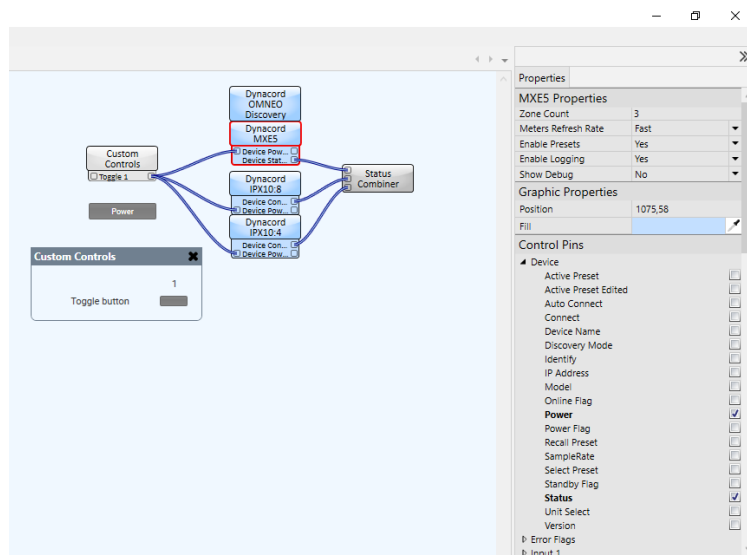 Properties
MXE5 Properties
Zone Count 3
Meters Refresh Rate Fast
Enable Presets Yes
Enable Logging Yes
Show Debug No
Graphic Properties
Position 1075,58
Fill
Control Pins
Device
Active Preset
Active Preset Edited
Auto Connect
Connect
Device Name
Discovery Mode
Identify
IP Address
Model
Online Flag
Power
Power Flag
Recall Preset
SampleRate
Select Preset
Standby Flag
Status
Unit Select
Version
Error Flags
Input 1
Dynacord
OMNEO
Discovery
Dynacord
MXE5
Device Pow...
Device Stat...
Custom
Controls
Toggle 1
Power
Dynacord
IPX10:8
Device Con...
Device Pow...
Dynacord
IPX10:4
Device Con...
Device Pow...
Status
Combiner
Custom Controls
1
Toggle button